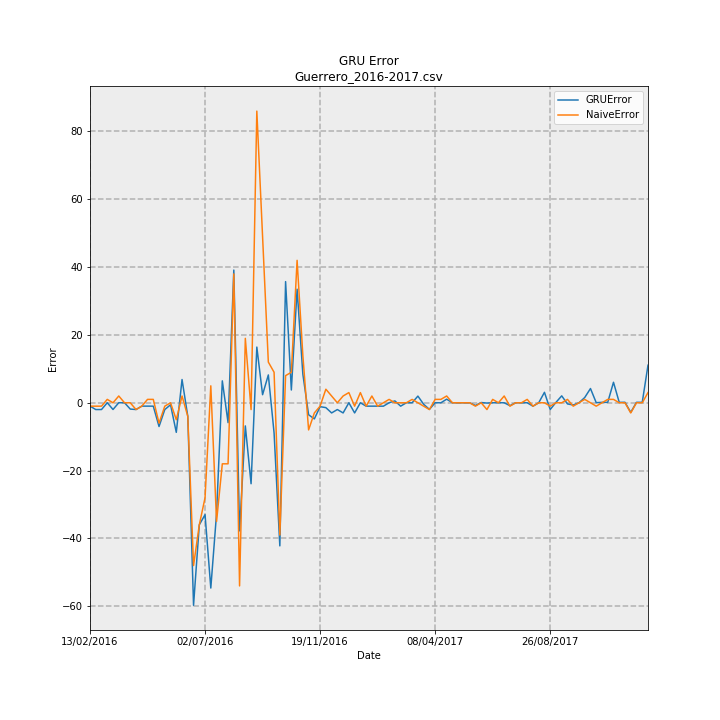 GRU Error
Guerrero_2016-2017.csv
GRUError
NaiveError
80
60
40
20
0
−20
−40
−60
Error
13/02/2016
02/07/2016
19/11/2016
08/04/2017
26/08/2017
Date